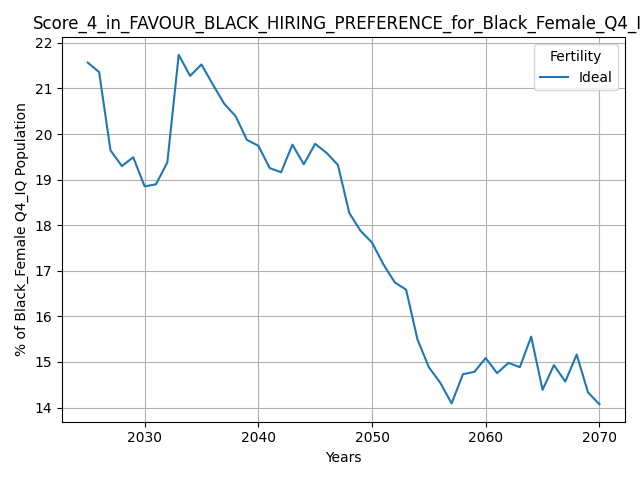 Score_4_in_FAVOUR_BLACK_HIRING_PREFERENCE_for_Black_Female_Q4_I
22
21
20
19
18
17
16
15
14
% of Black_Female Q4_IQ Population
Fertility
Ideal
2030 2040 2050 2060 2070
Years